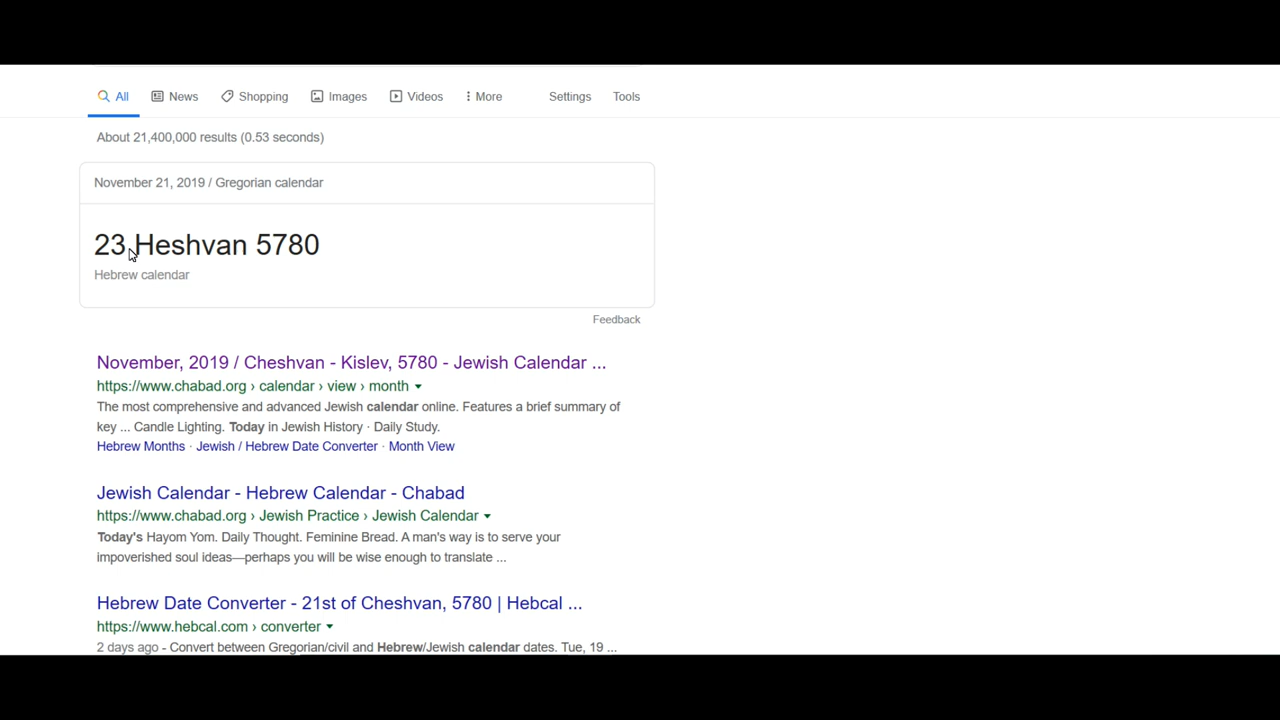 All News Shopping Images Videos More Settings Tools
About 21,400,000 results (0.53 seconds)
November 21, 2019 / Gregorian calendar
23 Heshvan 5780
Hebrew calendar
Feedback
November, 2019 / Cheshvan - Kislev, 5780 - Jewish Calendar ...
https://www.chabad.org › calendar › view › month
The most comprehensive and advanced Jewish calendar online. Features a brief summary of
key ... Candle Lighting. Today in Jewish History · Daily Study.
Hebrew Months · Jewish / Hebrew Date Converter · Month View
Jewish Calendar - Hebrew Calendar - Chabad
https://www.chabad.org › Jewish Practice › Jewish Calendar
Today's Hayom Yom. Daily Thought. Feminine Bread. A man's way is to serve your
impoverished soul ideas—perhaps you will be wise enough to translate ...
Hebrew Date Converter - 21st of Cheshvan, 5780 | Hebcal ...
https://www.hebcal.com › converter
2 days ago - Convert between Gregorian/civil and Hebrew/Jewish calendar dates. Tue, 19 ...